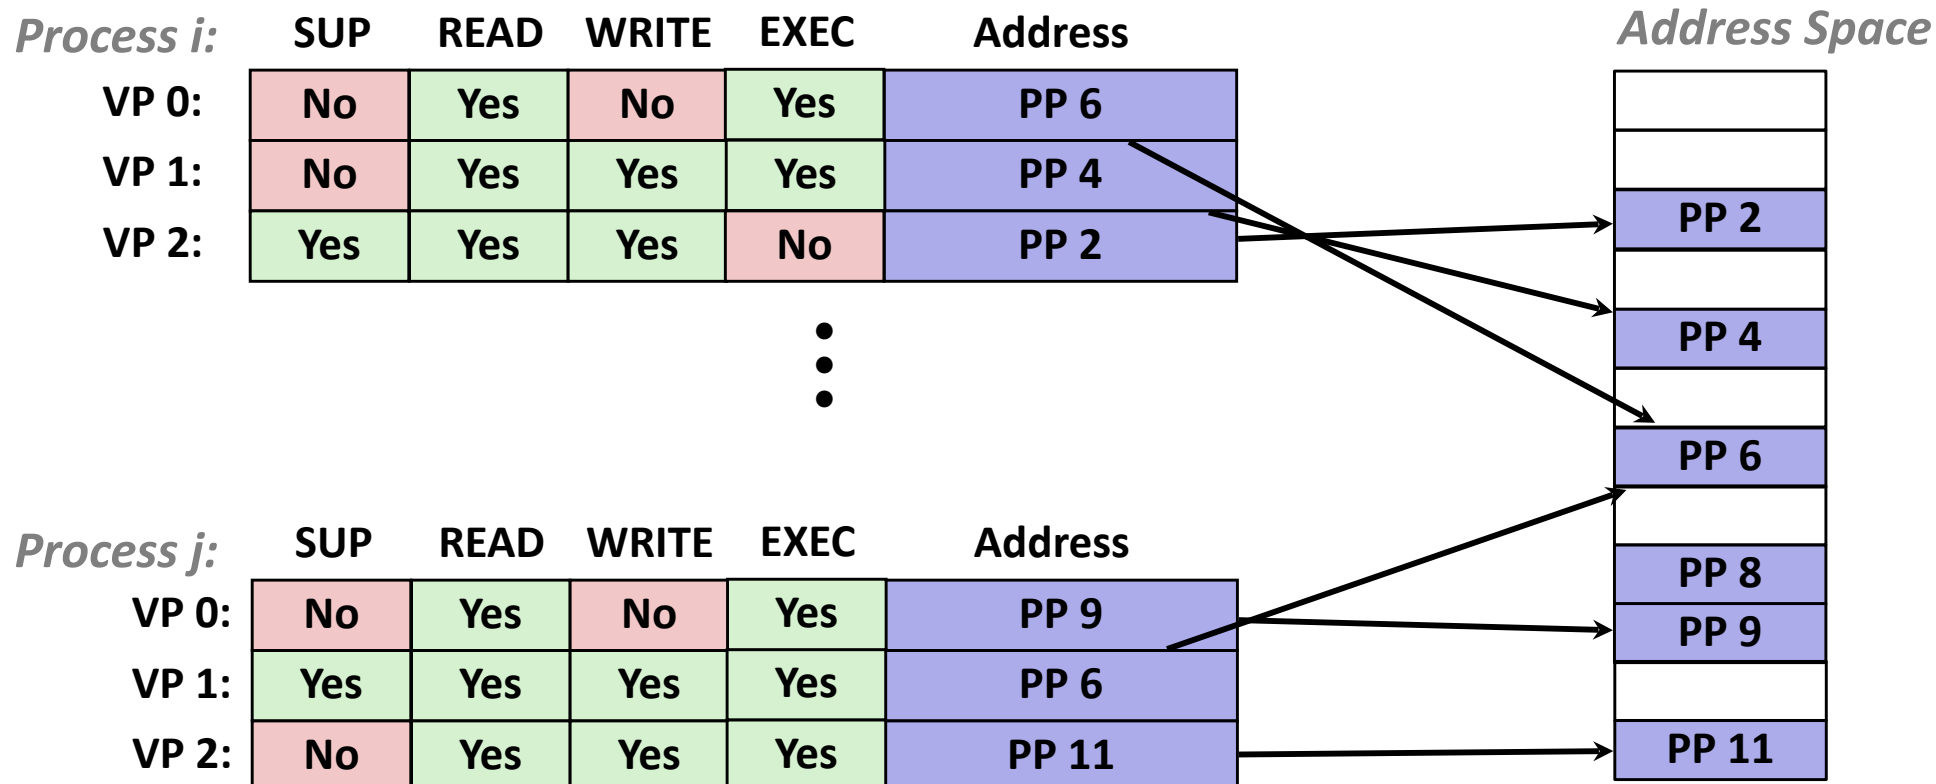 Process i: SUP READ WRITE EXEC Address
VP 0: No Yes No Yes PP 6
VP 1: No Yes Yes Yes PP 4
VP 2: Yes Yes Yes No PP 2
Process j: SUP READ WRITE EXEC Address
VP 0: No Yes No Yes PP 9
VP 1: Yes Yes Yes Yes PP 6
VP 2: No Yes Yes Yes PP 11
Address Space
PP 2
PP 4
PP 6
PP 8
PP 9
PP 11